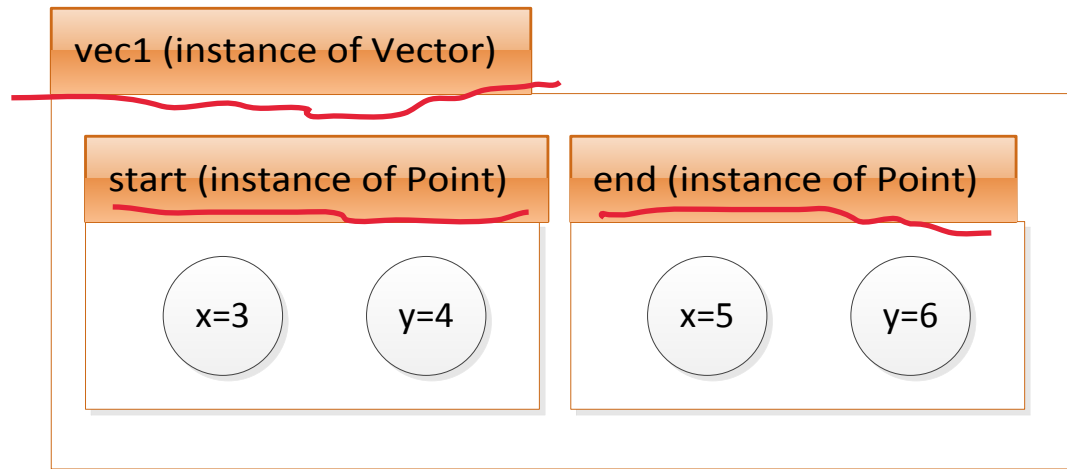 vec1 (instance of Vector)
start (instance of Point)
end (instance of Point)
x=3
y=4
x=5
y=6